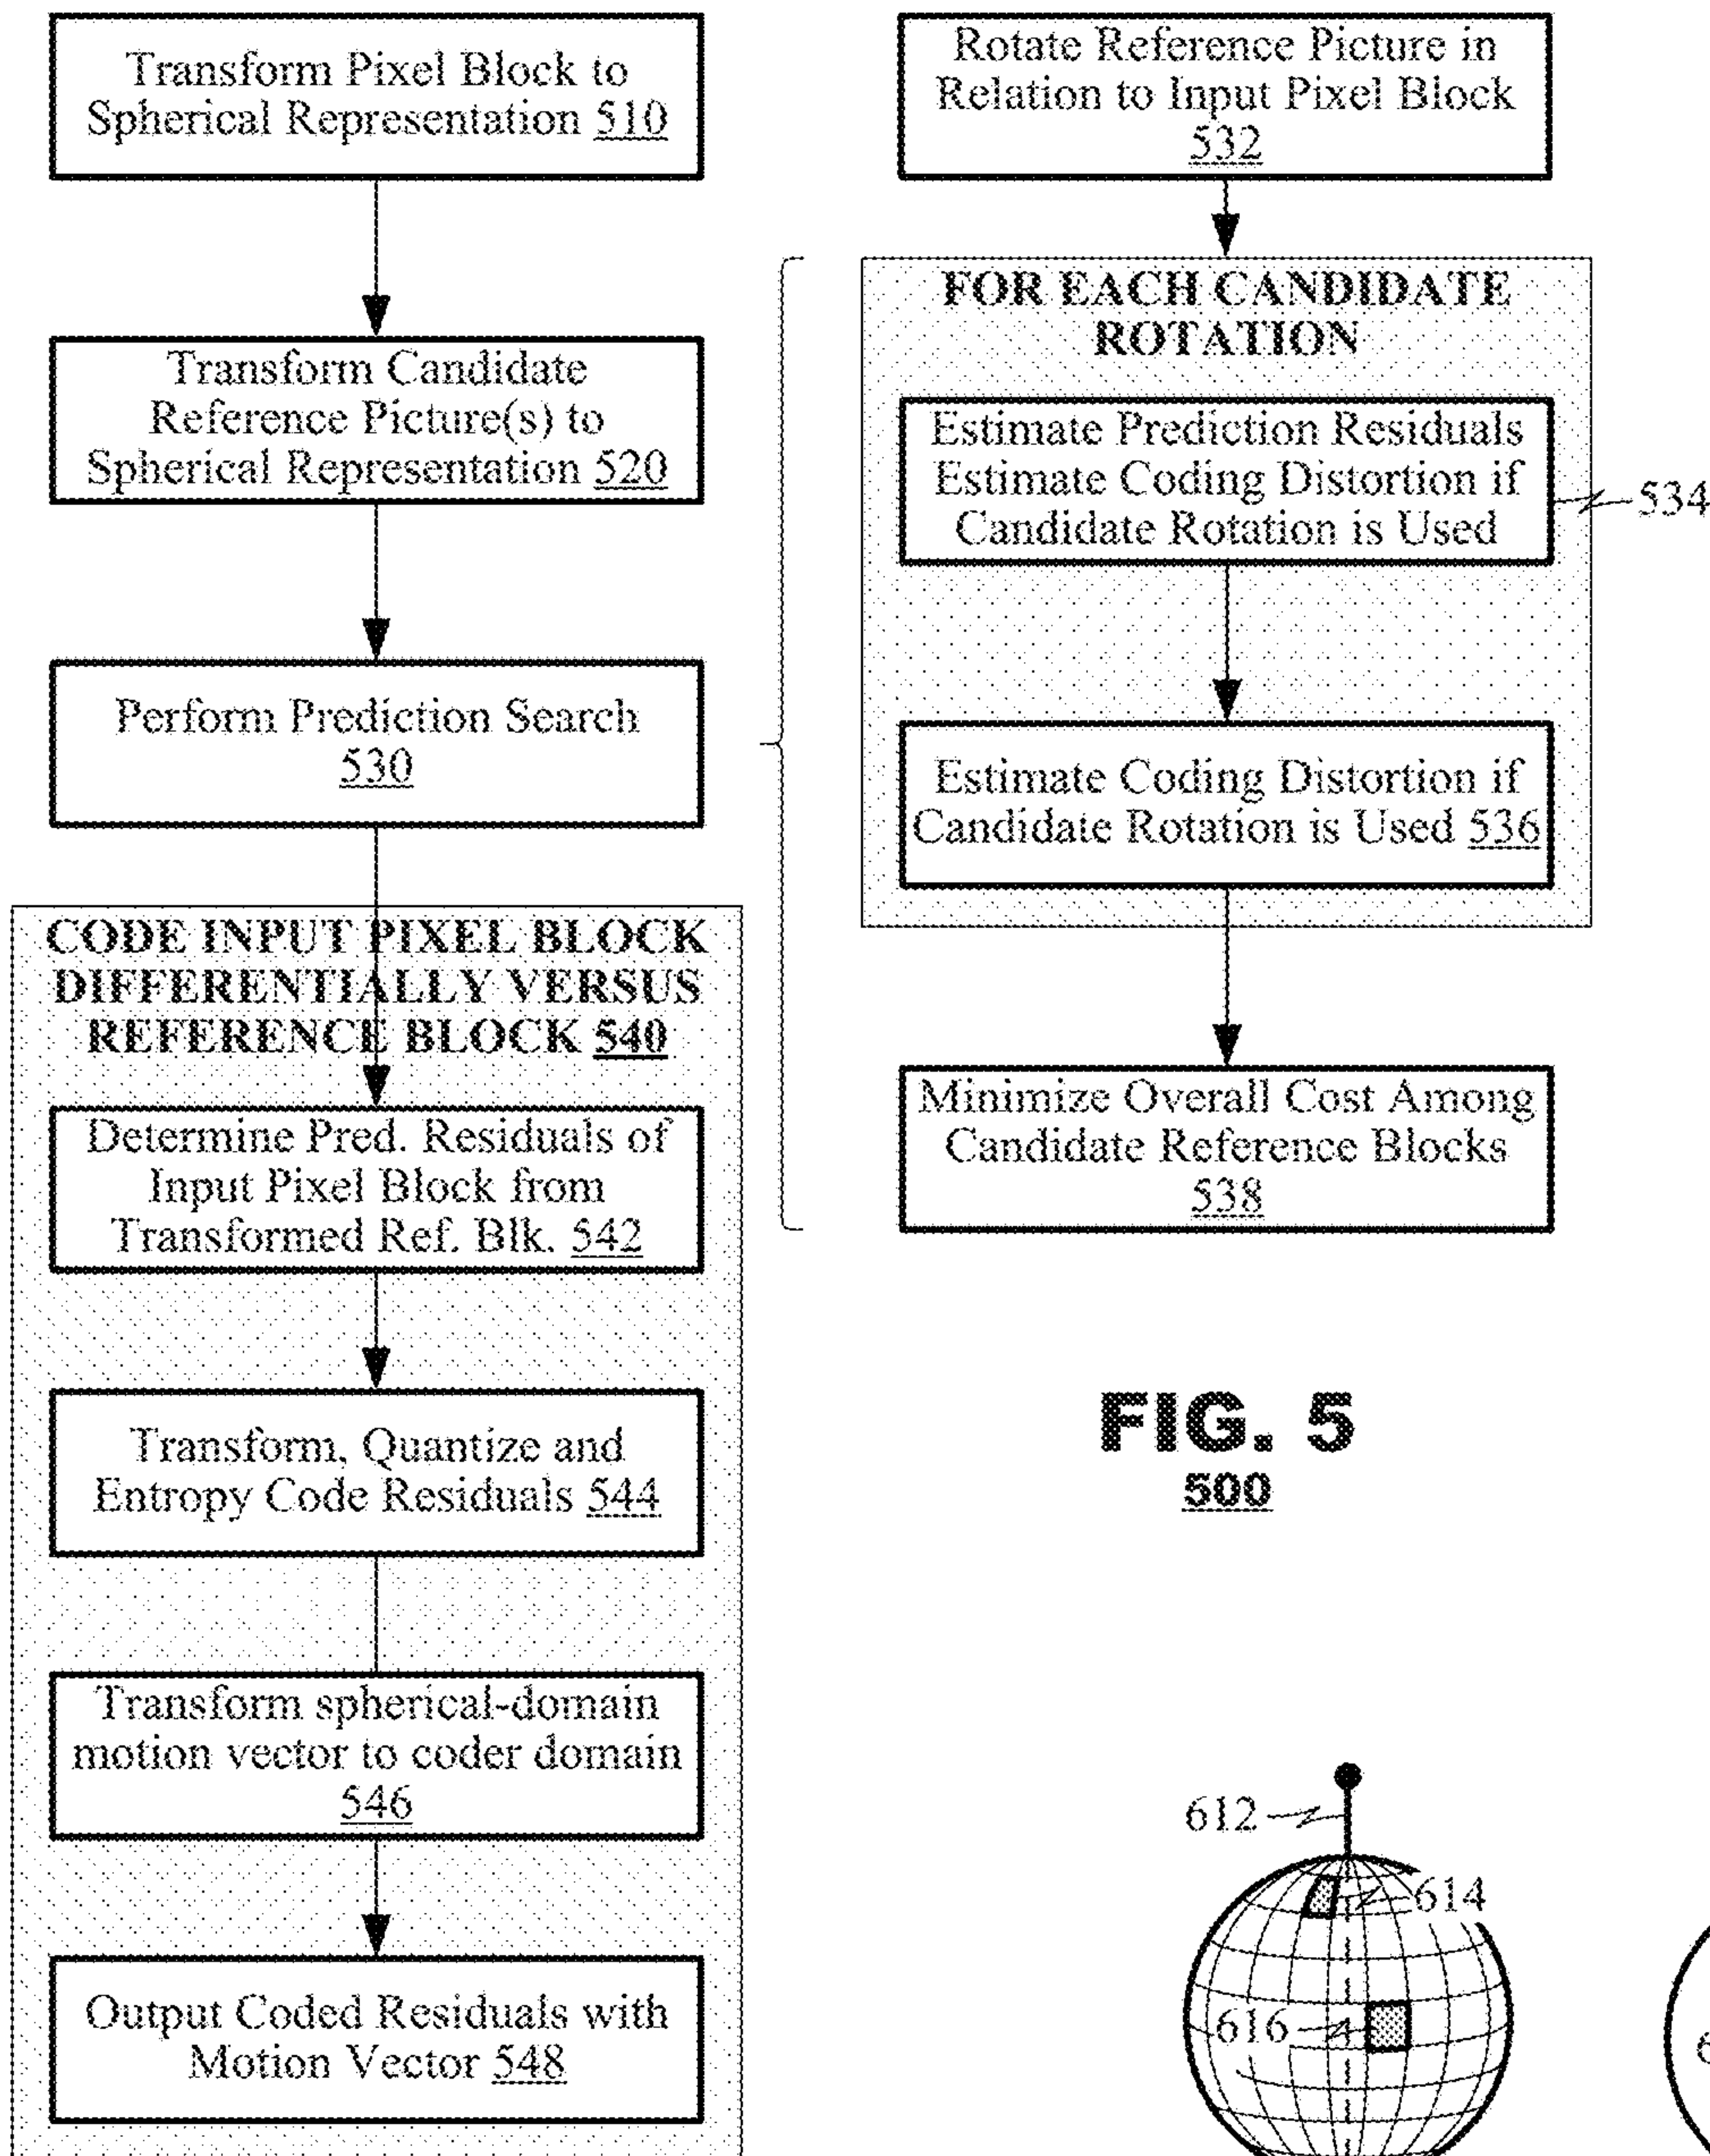 Transform Pixel Block to
Spherical Representation 510
Transform Candidate
Reference Picture(s) to
Spherical Representation 520
Perform Prediction Search
530
CODE INPUT PIXEL BLOCK
DIFFERENTIALLY VERSUS
REFERENCE BLOCK 540
Determine Pred. Residuals of
Input Pixel Block from
Transformed Ref. Blk. 542
Transform, Quantize and
Entropy Code Residuals 544
Transform spherical-domain
motion vector to coder domain
546
Output Coded Residuals with
Motion Vector 548
Rotate Reference Picture in
Relation to Input Pixel Block
532
FOR EACH CANDIDATE
ROTATION
Estimate Prediction Residuals
Estimate Coding Distortion if
Candidate Rotation is Used
534
Estimate Coding Distortion if
Candidate Rotation is Used 536
Minimize Overall Cost Among
Candidate Reference Blocks
538
FIG. 5
500
612
614
616